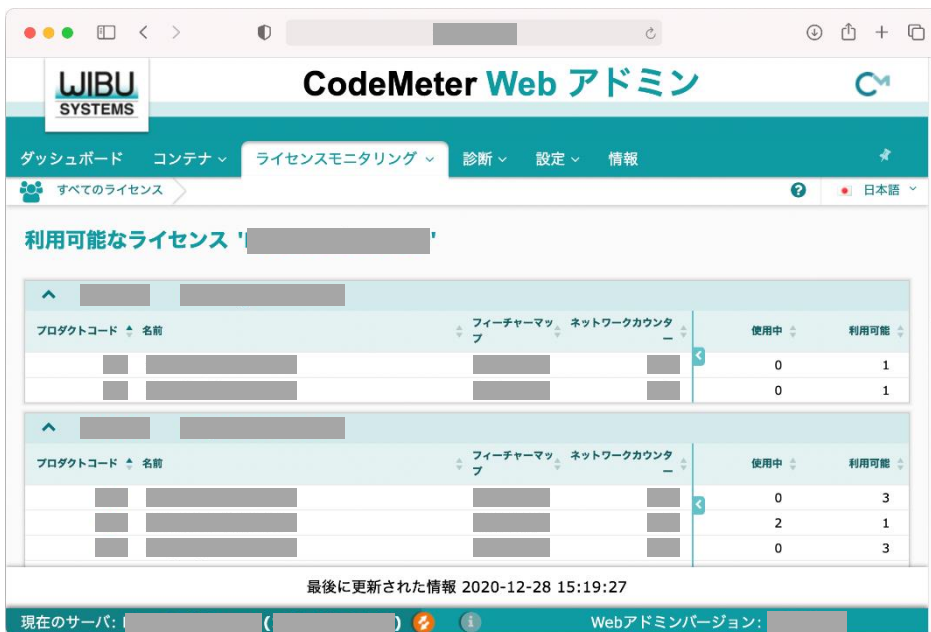 WIBU
SYSTEMS
CodeMeter Web アドミン
ダッシュボード コンテナ ライセンスモニタリング 診断 設定 情報
すべてのライセンス ? 日本語
利用可能なライセンス ' '
プロダクトコード 名前 フィーチャーマップ ネットワークカウンター 使用中 利用可能
0 1
0 1
プロダクトコード 名前 フィーチャーマップ ネットワークカウンター 使用中 利用可能
0 3
2 1
0 3
最後に更新された情報 2020-12-28 15:19:27
現在のサーバ: ( ) i Webアドミンバージョン: